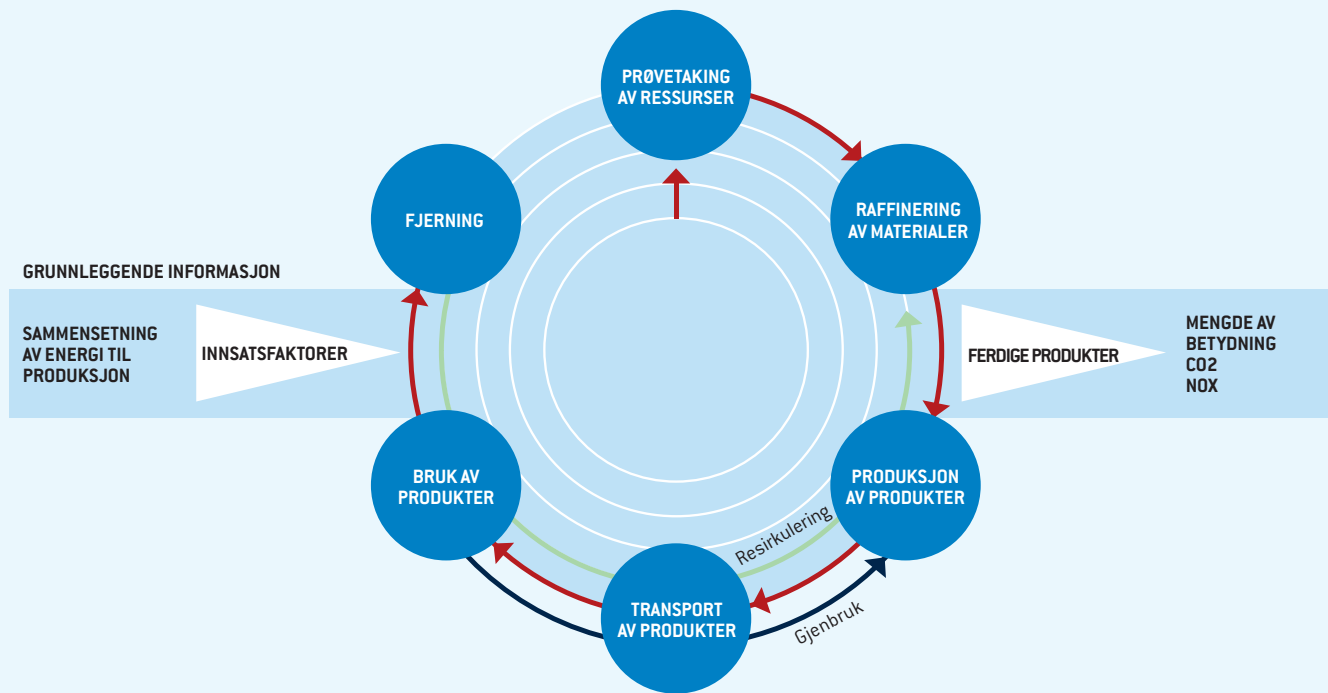 PRØVETAKING
AV RESSURSER
FJERNING
RAFFINERING
AV MATERIALER
GRUNNLEGGENDE INFORMASJON
SAMMENSETNING
AV ENERGI TIL
PRODUKSJON
INNSATSFAKTORER
FERDIGE PRODUKTER
MENGDE AV
BETYDNING
CO2
NOX
BRUK AV
PRODUKTER
PRODUKSJON
AV PRODUKTER
Resirkulering
TRANSPORT
AV PRODUKTER
Gjenbruk